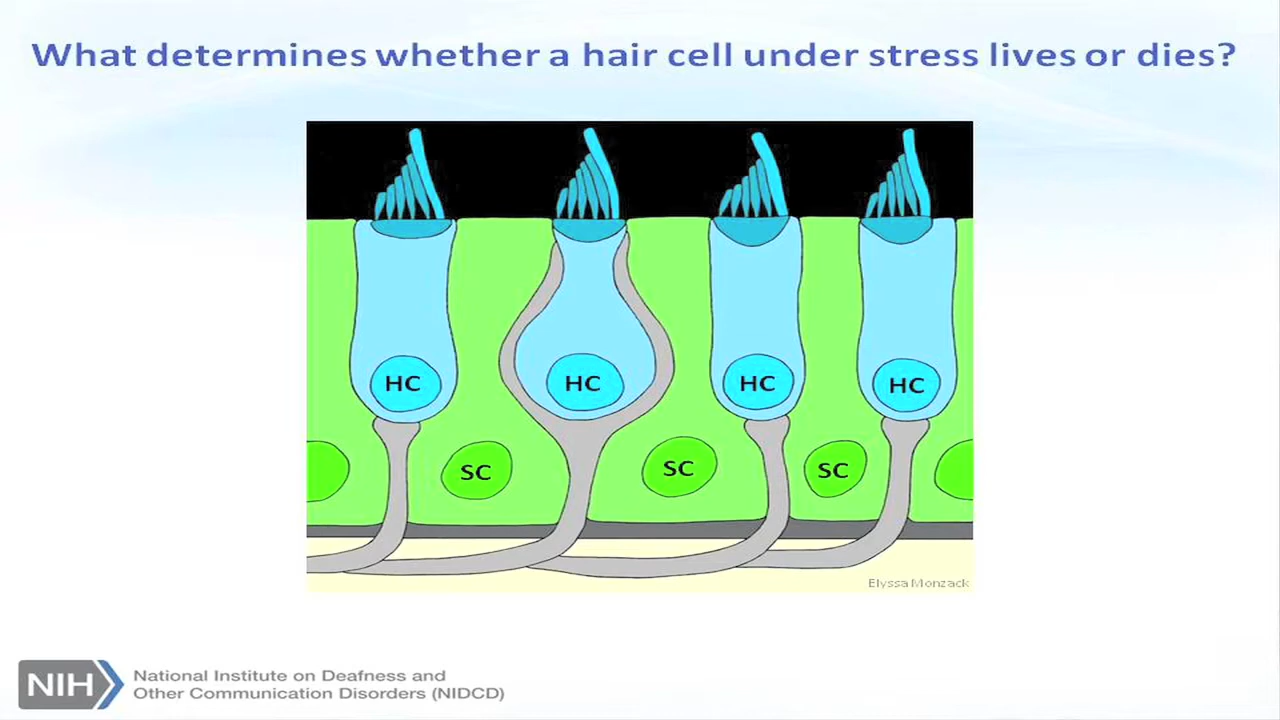 What determines whether a hair cell under stress lives or dies?
HC
HC
HC
HC
SC
SC
SC
Elyssa Monzack
NIH
National Institute on Deafness and
Other Communication Disorders (NIDCD)